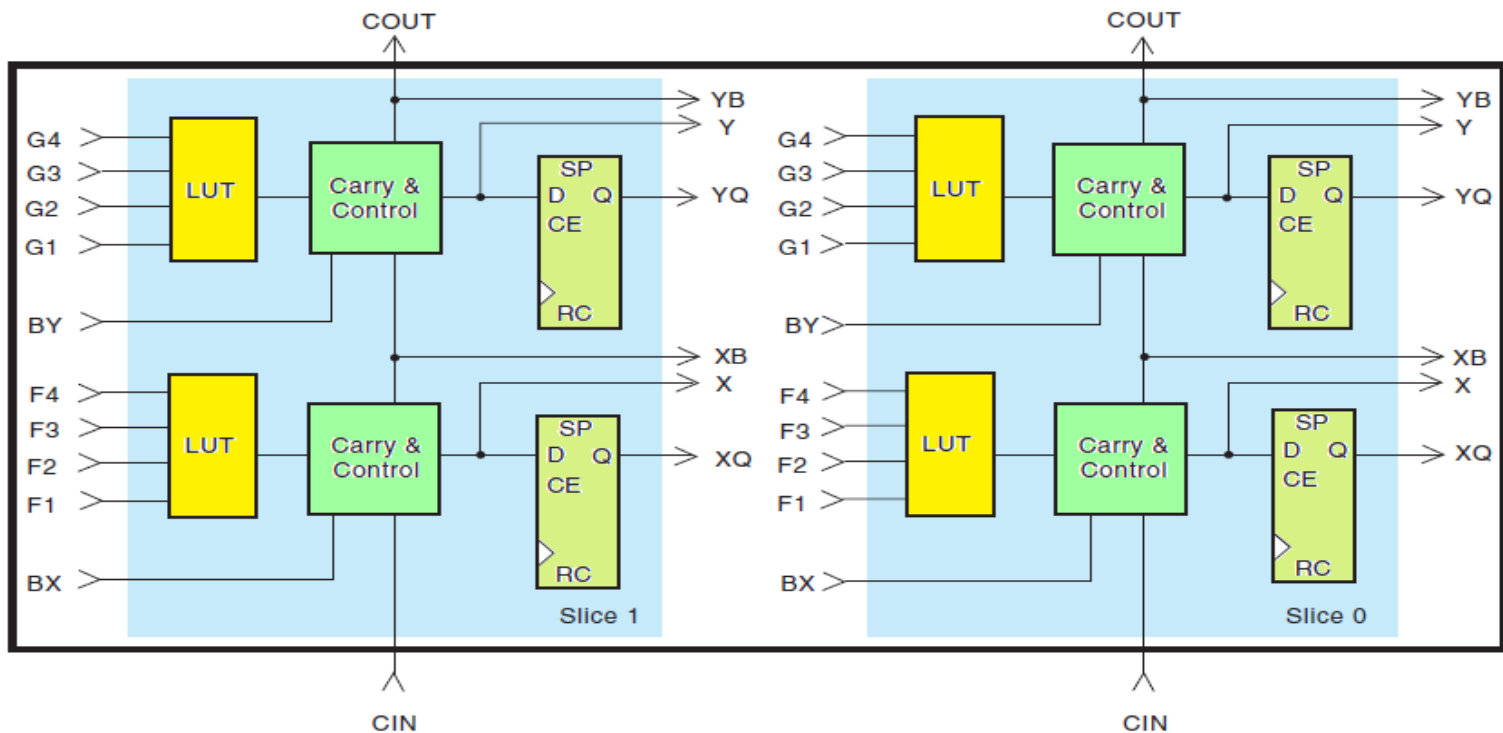 COUT
COUT
YB
Y
G4
G3
G2
G1
LUT
Carry &
Control
SP
D Q
CE
RC
YQ
BY
XB
X
F4
F3
F2
F1
LUT
Carry &
Control
SP
D Q
CE
RC
XQ
BX
Slice 1
CIN
YB
Y
G4
G3
G2
G1
LUT
Carry &
Control
SP
D Q
CE
RC
YQ
BY
XB
X
F4
F3
F2
F1
LUT
Carry &
Control
SP
D Q
CE
RC
XQ
BX
Slice 0
CIN